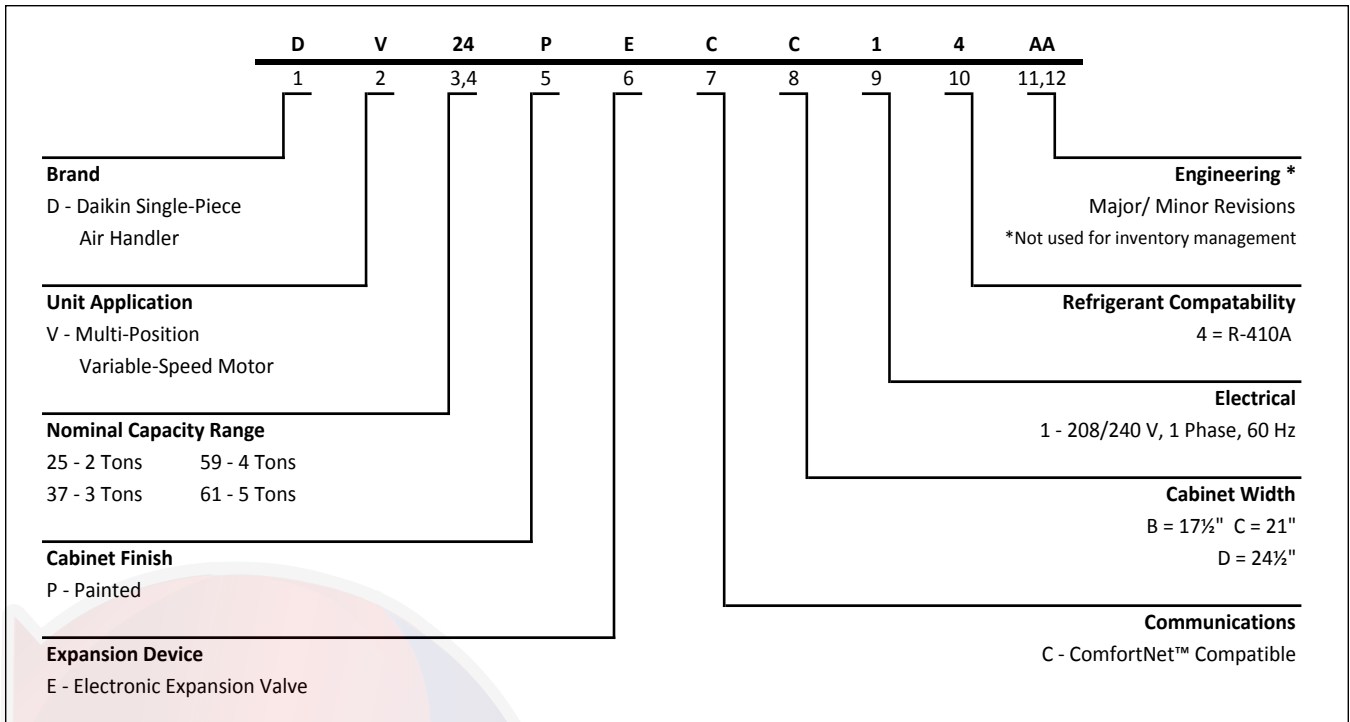 D V 24 P E C C 1 4 AA
1 2 3,4 5 6 7 8 9 10 11,12
Brand
D - Daikin Single-Piece
Air Handler
Unit Application
V - Multi-Position
Variable-Speed Motor
Nominal Capacity Range
25 - 2 Tons 59 - 4 Tons
37 - 3 Tons 61 - 5 Tons
Cabinet Finish
P - Painted
Expansion Device
E - Electronic Expansion Valve
Engineering *
Major/ Minor Revisions
*Not used for inventory management
Refrigerant Compatability
4 = R-410A
Electrical
1 - 208/240 V, 1 Phase, 60 Hz
Cabinet Width
B = 17½" C = 21"
D = 24½"
Communications
C - ComfortNet™ Compatible